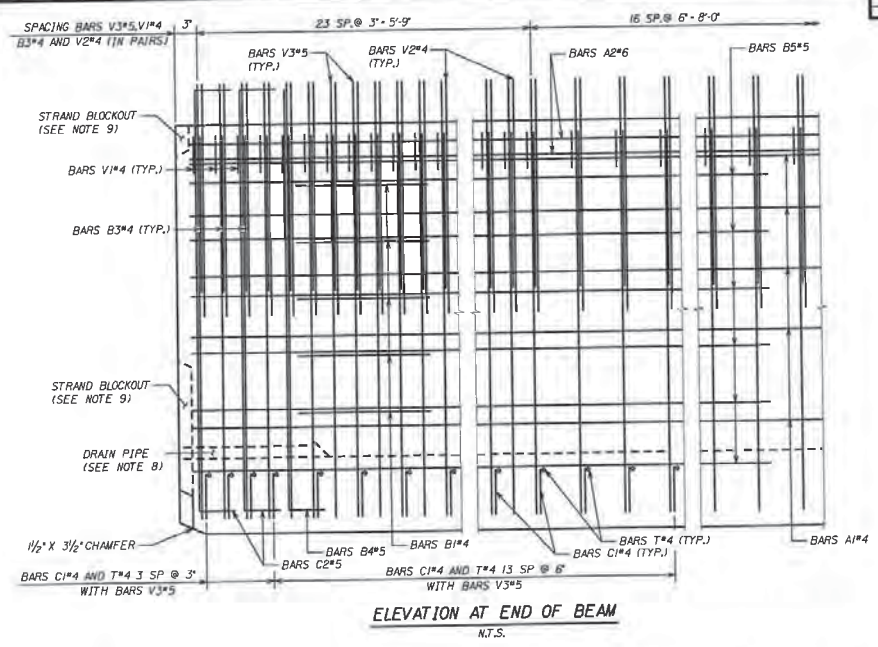 SPACING BARS V3#5,V1#4
B3#4 AND V2#4 (IN PAIRS)
3"
23 SP.@ 3" - 5'-9"
16 SP.@ 6" - 8'-0"
BARS V3#5
(TYP.)
BARS V2#4
(TYP.)
BARS A2#6
BARS B5#5
STRAND BLOCKOUT
(SEE NOTE 9)
BARS V1#4 (TYP.)
BARS B3#4 (TYP.)
STRAND BLOCKOUT
(SEE NOTE 9)
DRAIN PIPE
(SEE NOTE 8)
1½" X 3½" CHAMFER
BARS C2#5
BARS B4#5
BARS B1#4
BARS T#4 (TYP.)
BARS C1#4 (TYP.)
BARS A1#4
BARS C1#4 AND T#4 3 SP @ 3"
WITH BARS V3#5
BARS C1#4 AND T#4 13 SP @ 6"
WITH BARS V3#5
ELEVATION AT END OF BEAM
N.T.S.